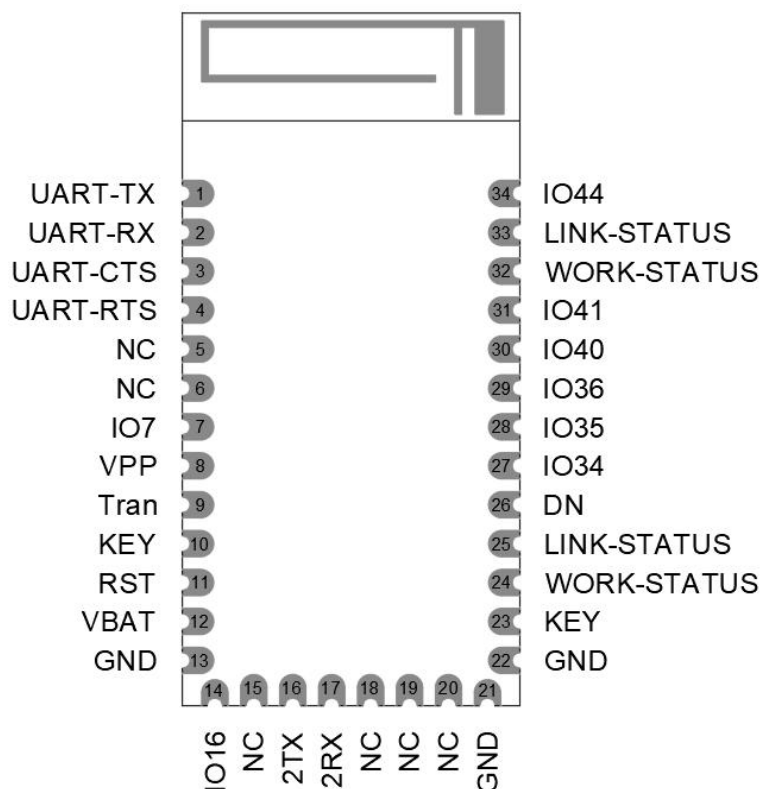 UART-TX 1 34 IO44
UART-RX 2 33 LINK-STATUS
UART-CTS 3 32 WORK-STATUS
UART-RTS 4 31 IO41
NC 5 30 IO40
NC 6 29 IO36
IO7 7 28 IO35
VPP 8 27 IO34
Tran 9 26 DN
KEY 10 25 LINK-STATUS
RST 11 24 WORK-STATUS
VBAT 12 23 KEY
GND 13 22 GND
14 15 16 17 18 19 20 21
IO16 NC 2TX 2RX NC NC NC GND